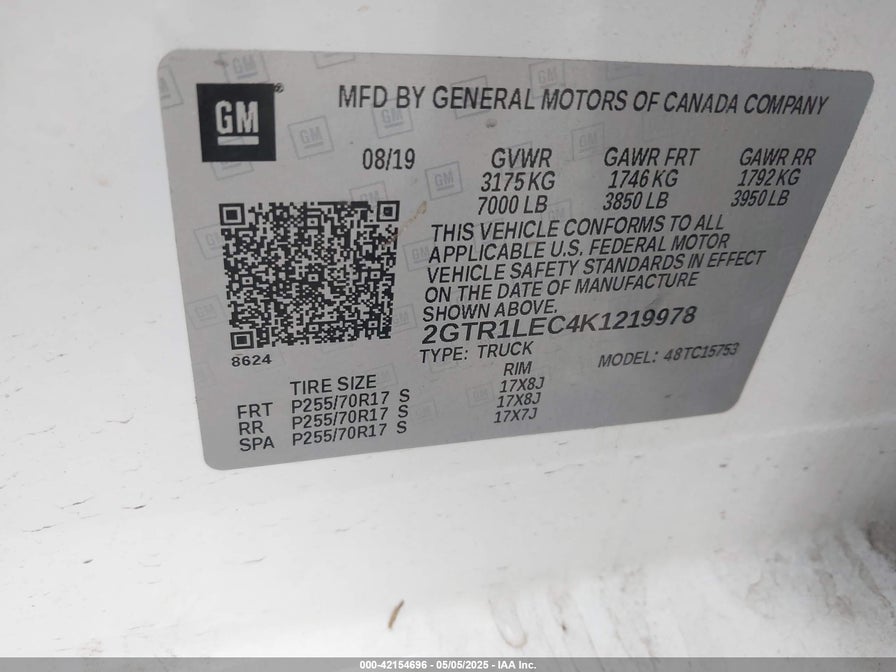 GM
MFD BY GENERAL MOTORS OF CANADA COMPANY
08/19
GVWR GAWR FRT GAWR RR
3175 KG 1746 KG 1792 KG
7000 LB 3850 LB 3950 LB
THIS VEHICLE CONFORMS TO ALL
APPLICABLE U.S. FEDERAL MOTOR
VEHICLE SAFETY STANDARDS IN EFFECT
ON THE DATE OF MANUFACTURE
SHOWN ABOVE.
2GTR1LEC4K1219978
8624
TYPE: TRUCK MODEL: 48TC15753
TIRE SIZE RIM
FRT P255/70R17 S 17X8J
RR P255/70R17 S 17X8J
SPA P255/70R17 S 17X7J
000-42154696 - 05/05/2025 - IAA Inc.